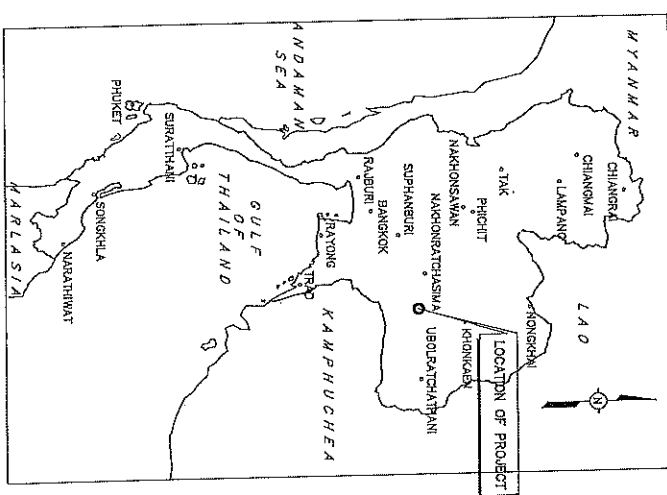 MYANMAR
CHIANGRAI
LAO
CHIANGMAI
LAMPANG
NONGKHAI
N
TAK
PHICHIT
KHONKAEN
LOCATION OF PROJECT
NAKHONSAWAN
NAKHONRATCHASIMA
UBOLRATCHATHANI
SUPHANBURI
BANGKOK
RAJBURI
RAYONG
TRAD
KAMPHUCHEA
ANDAMAN
SEA
GULF
OF
THAILAND
SURATTHANI
PHUKET
SONGKHLA
NARATHIWAT
MARLASIA